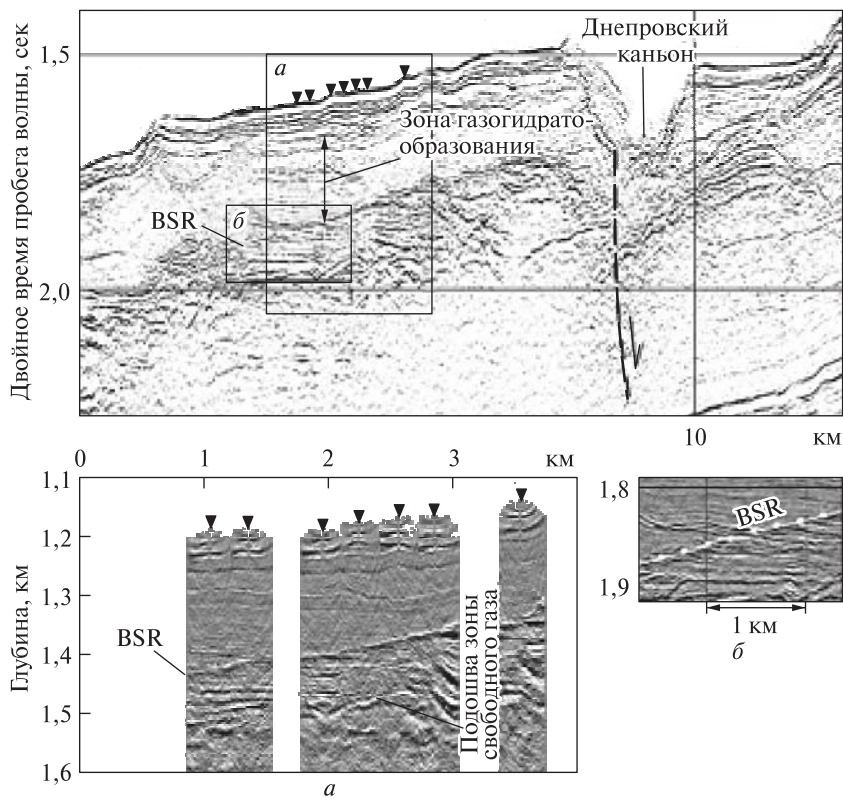 Двойное время пробега волны, сек
1,5
2,0
а
Днепровский
каньон
Зона газогидрато-
образования
BSR
б
10
км
0
1
2
3
км
Глубина, км
1,1
1,2
1,3
1,4
1,5
1,6
BSR
Подошва зоны
свободного газа
а
1,8
1,9
BSR
1 км
б